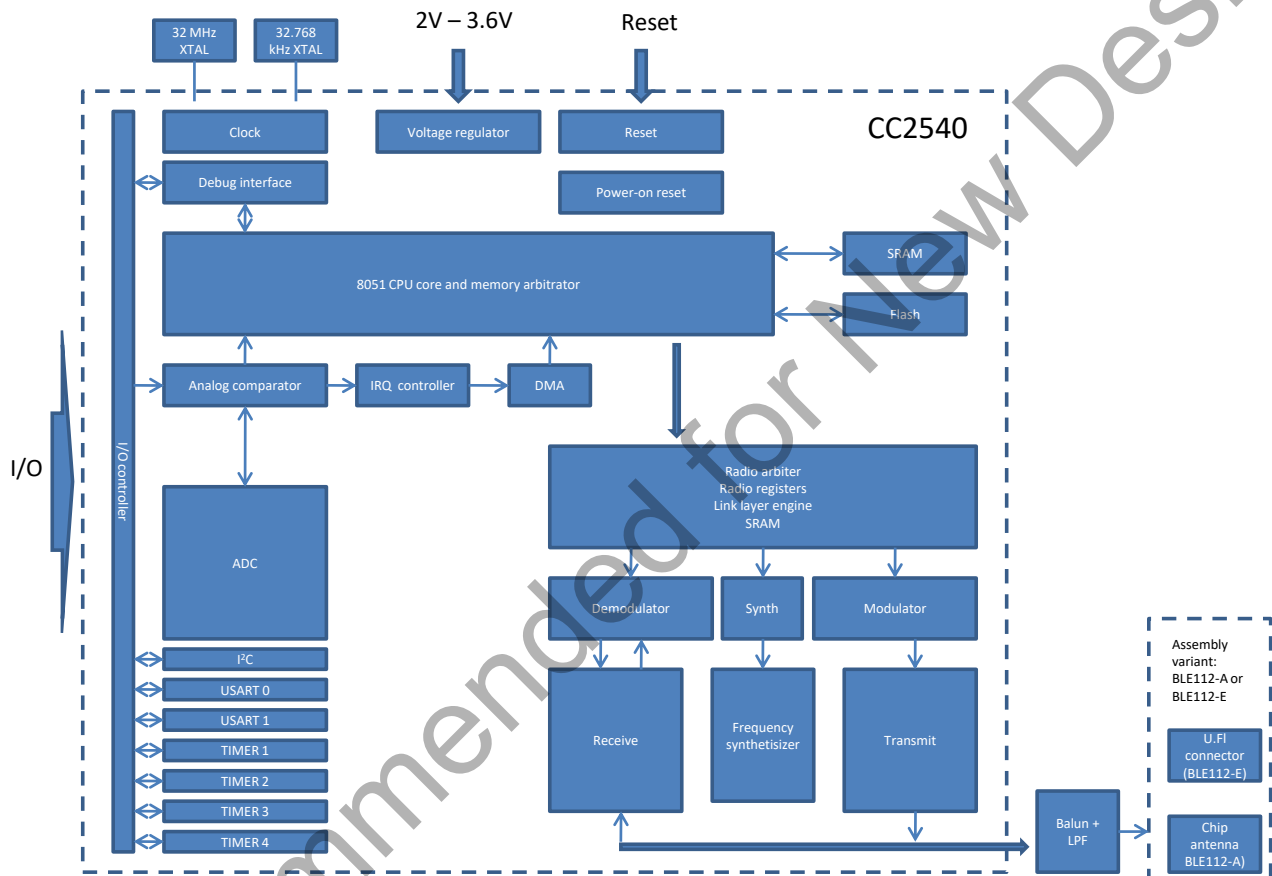 32 MHz
XTAL
32.768
kHz XTAL
2V – 3.6V
Reset
Clock
Voltage regulator
Reset
CC2540
Debug interface
Power-on reset
8051 CPU core and memory arbitrator
SRAM
Flash
Analog comparator
IRQ controller
DMA
I/O
I/O controller
Radio arbiter
Radio registers
Link layer engine
SRAM
ADC
Demodulator
Synth
Modulator
I²C
USART 0
USART 1
TIMER 1
TIMER 2
TIMER 3
TIMER 4
Receive
Frequency
synthetisizer
Transmit
Balun +
LPF
Assembly
variant:
BLE112-A or
BLE112-E
U.Fl
connector
(BLE112-E)
Chip
antenna
BLE112-A)
mmended for New Desi